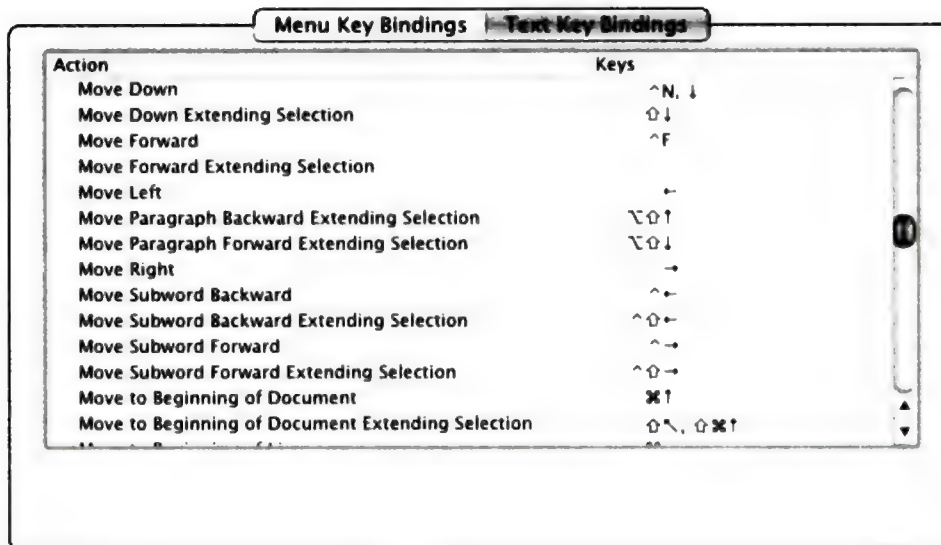 Menu Key Bindings Text Key Bindings
Action Keys
Move Down ^N, ↓
Move Down Extending Selection ⇧↓
Move Forward ^F
Move Forward Extending Selection
Move Left ←
Move Paragraph Backward Extending Selection ⌥⇧↑
Move Paragraph Forward Extending Selection ⌥⇧↓
Move Right →
Move Subword Backward ^←
Move Subword Backward Extending Selection ^⇧←
Move Subword Forward ^→
Move Subword Forward Extending Selection ^⇧→
Move to Beginning of Document ⌘↑
Move to Beginning of Document Extending Selection ⇧↖, ⇧⌘↑